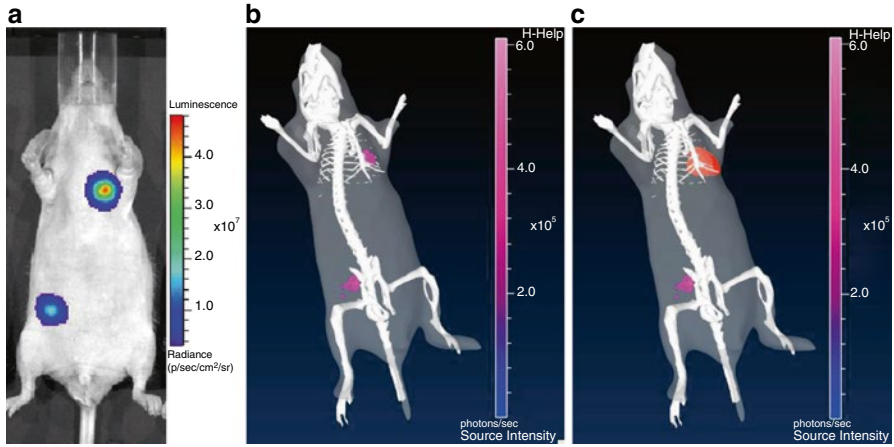 a
Luminescence
4.0
3.0
x10⁷
2.0
1.0
Radiance
(p/sec/cm²/sr)
b
H-Help
6.0
4.0
x10⁵
2.0
photons/sec
Source Intensity
c
H-Help
6.0
4.0
x10⁵
2.0
photons/sec
Source Intensity